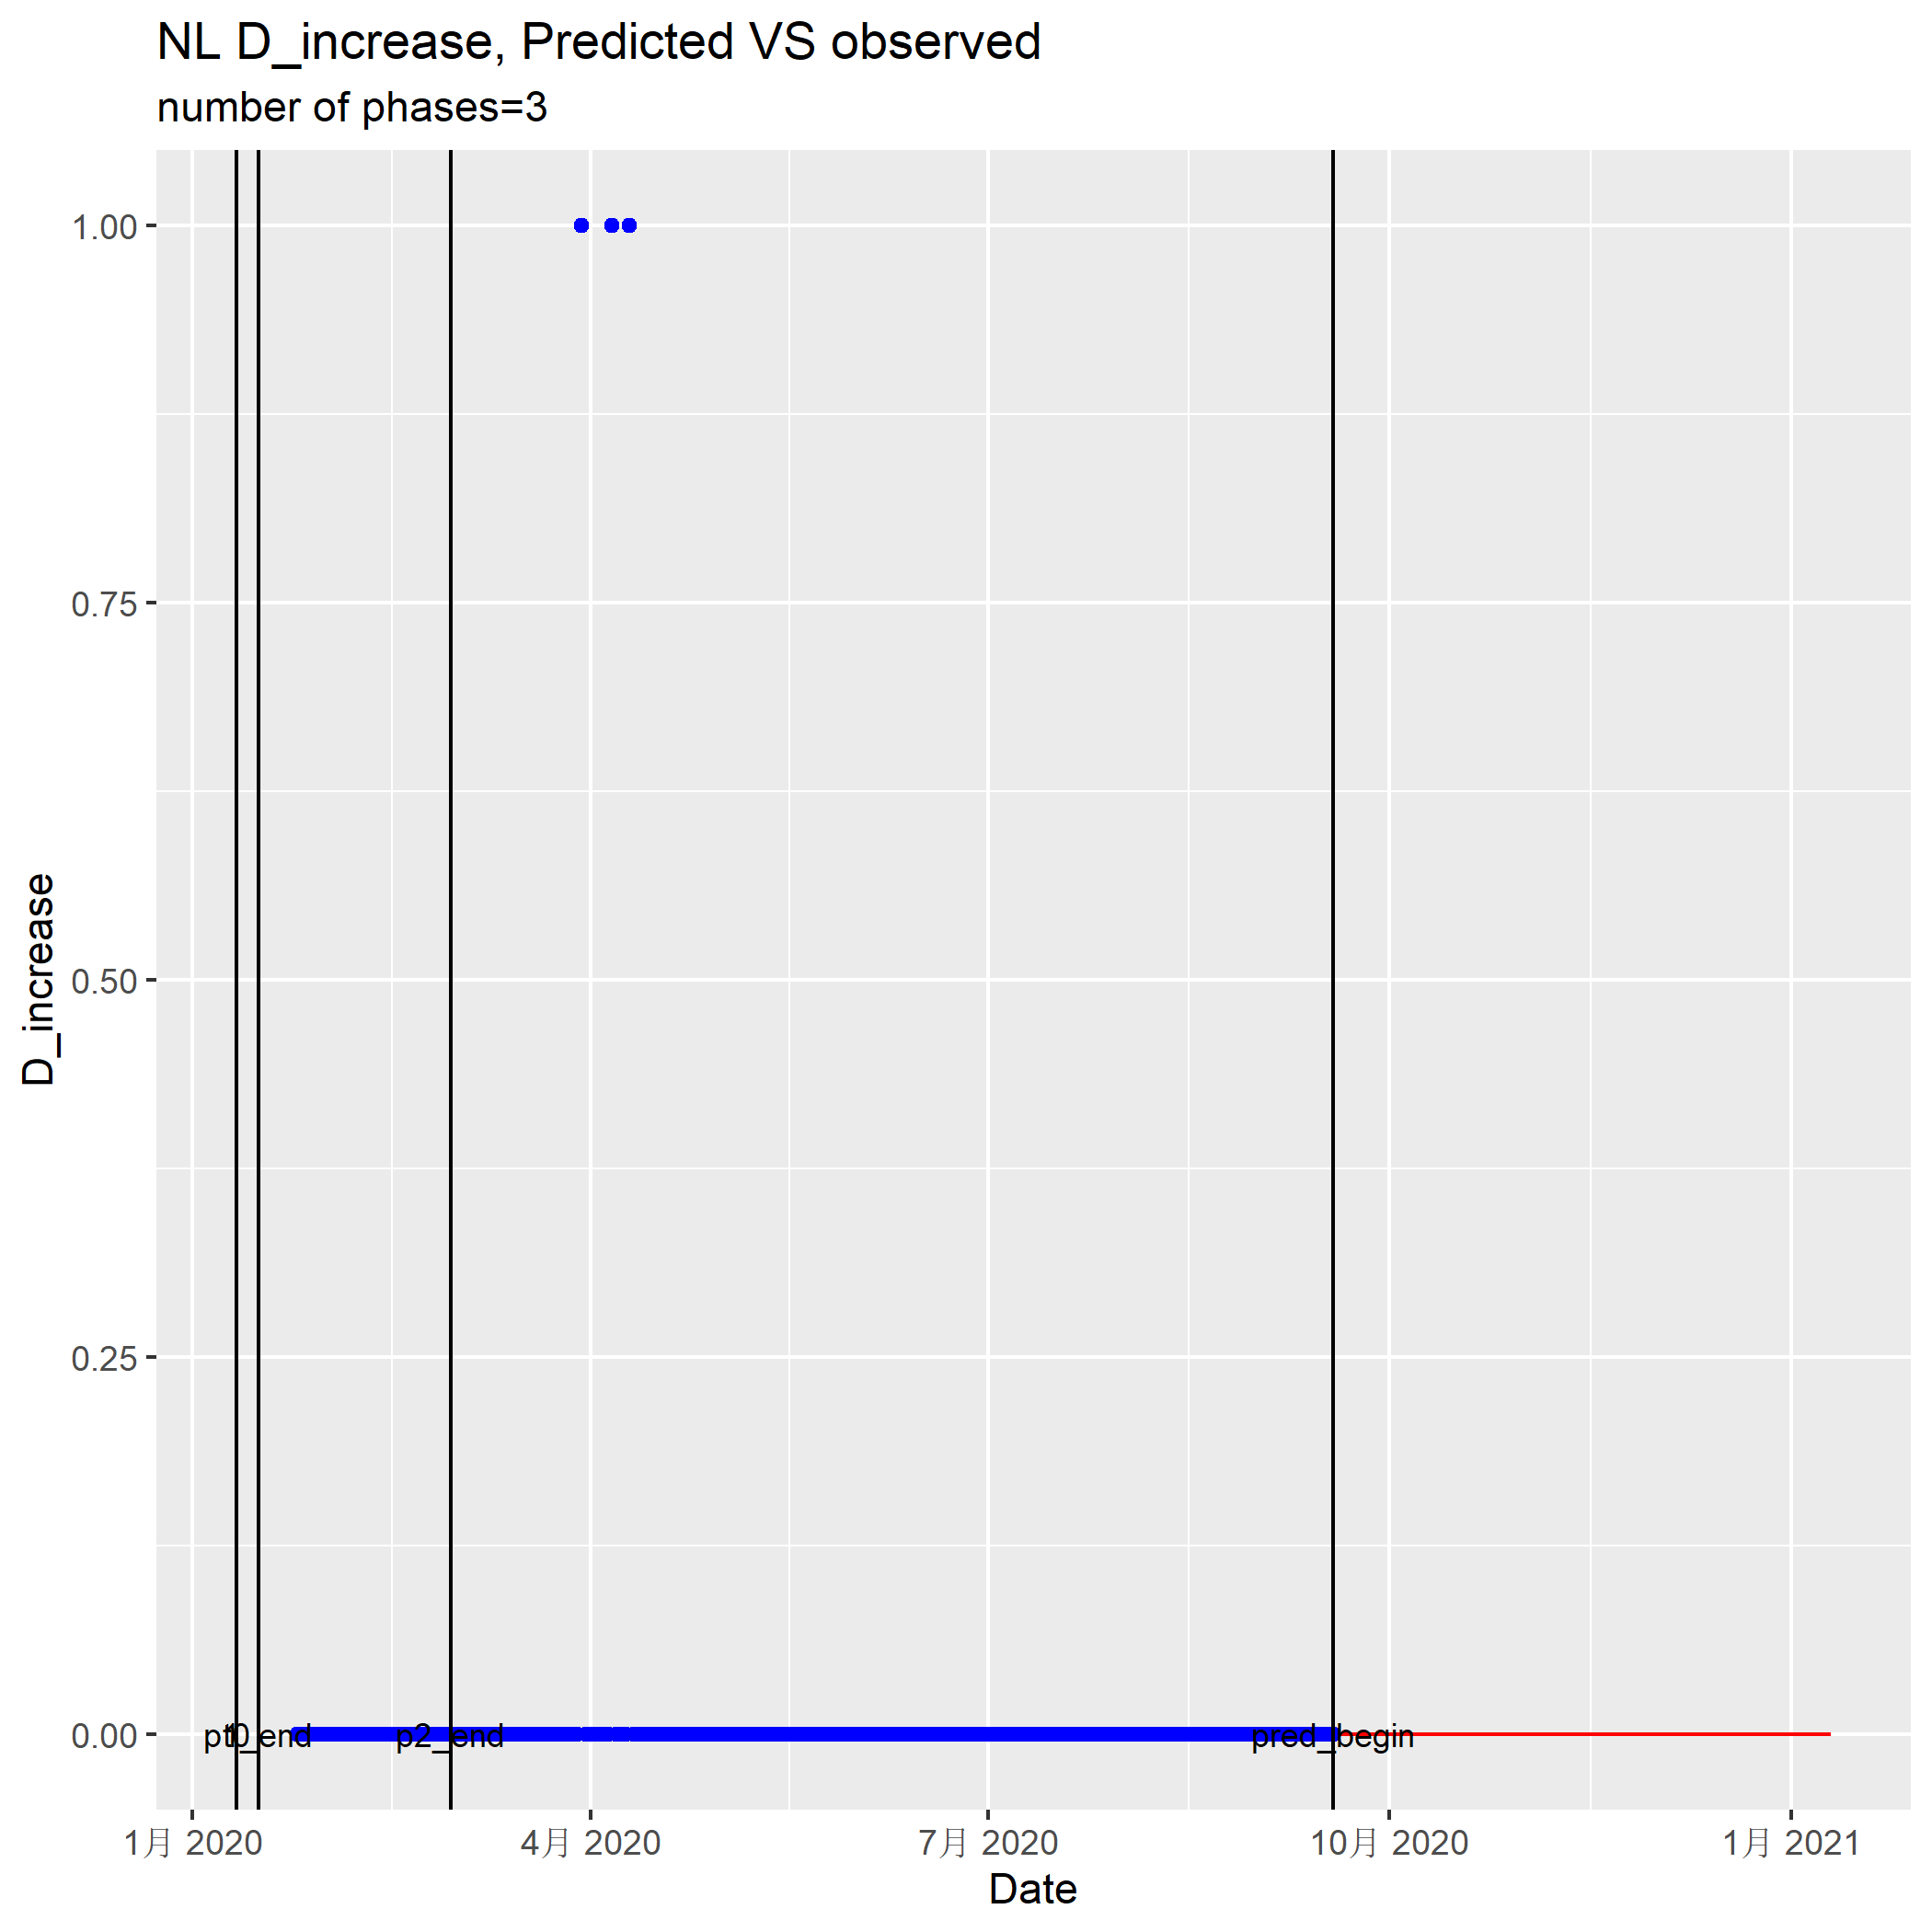 NL D_increase, Predicted VS observed
number of phases=3
1.00
0.75
0.50
0.25
0.00
D_increase
p2_end
pred_begin
1月 2020
4月 2020
7月 2020
10月 2020
1月 2021
Date